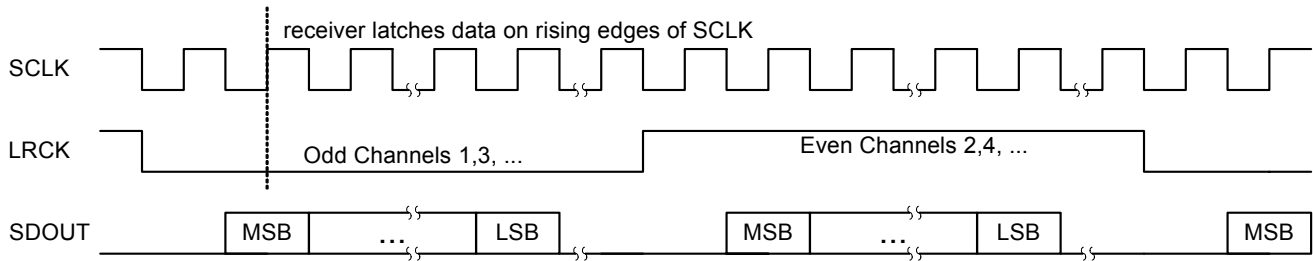 receiver latches data on rising edges of SCLK
SCLK
LRCK
Odd Channels 1,3, ...
Even Channels 2,4, ...
SDOUT
MSB
...
LSB
MSB
...
LSB
MSB